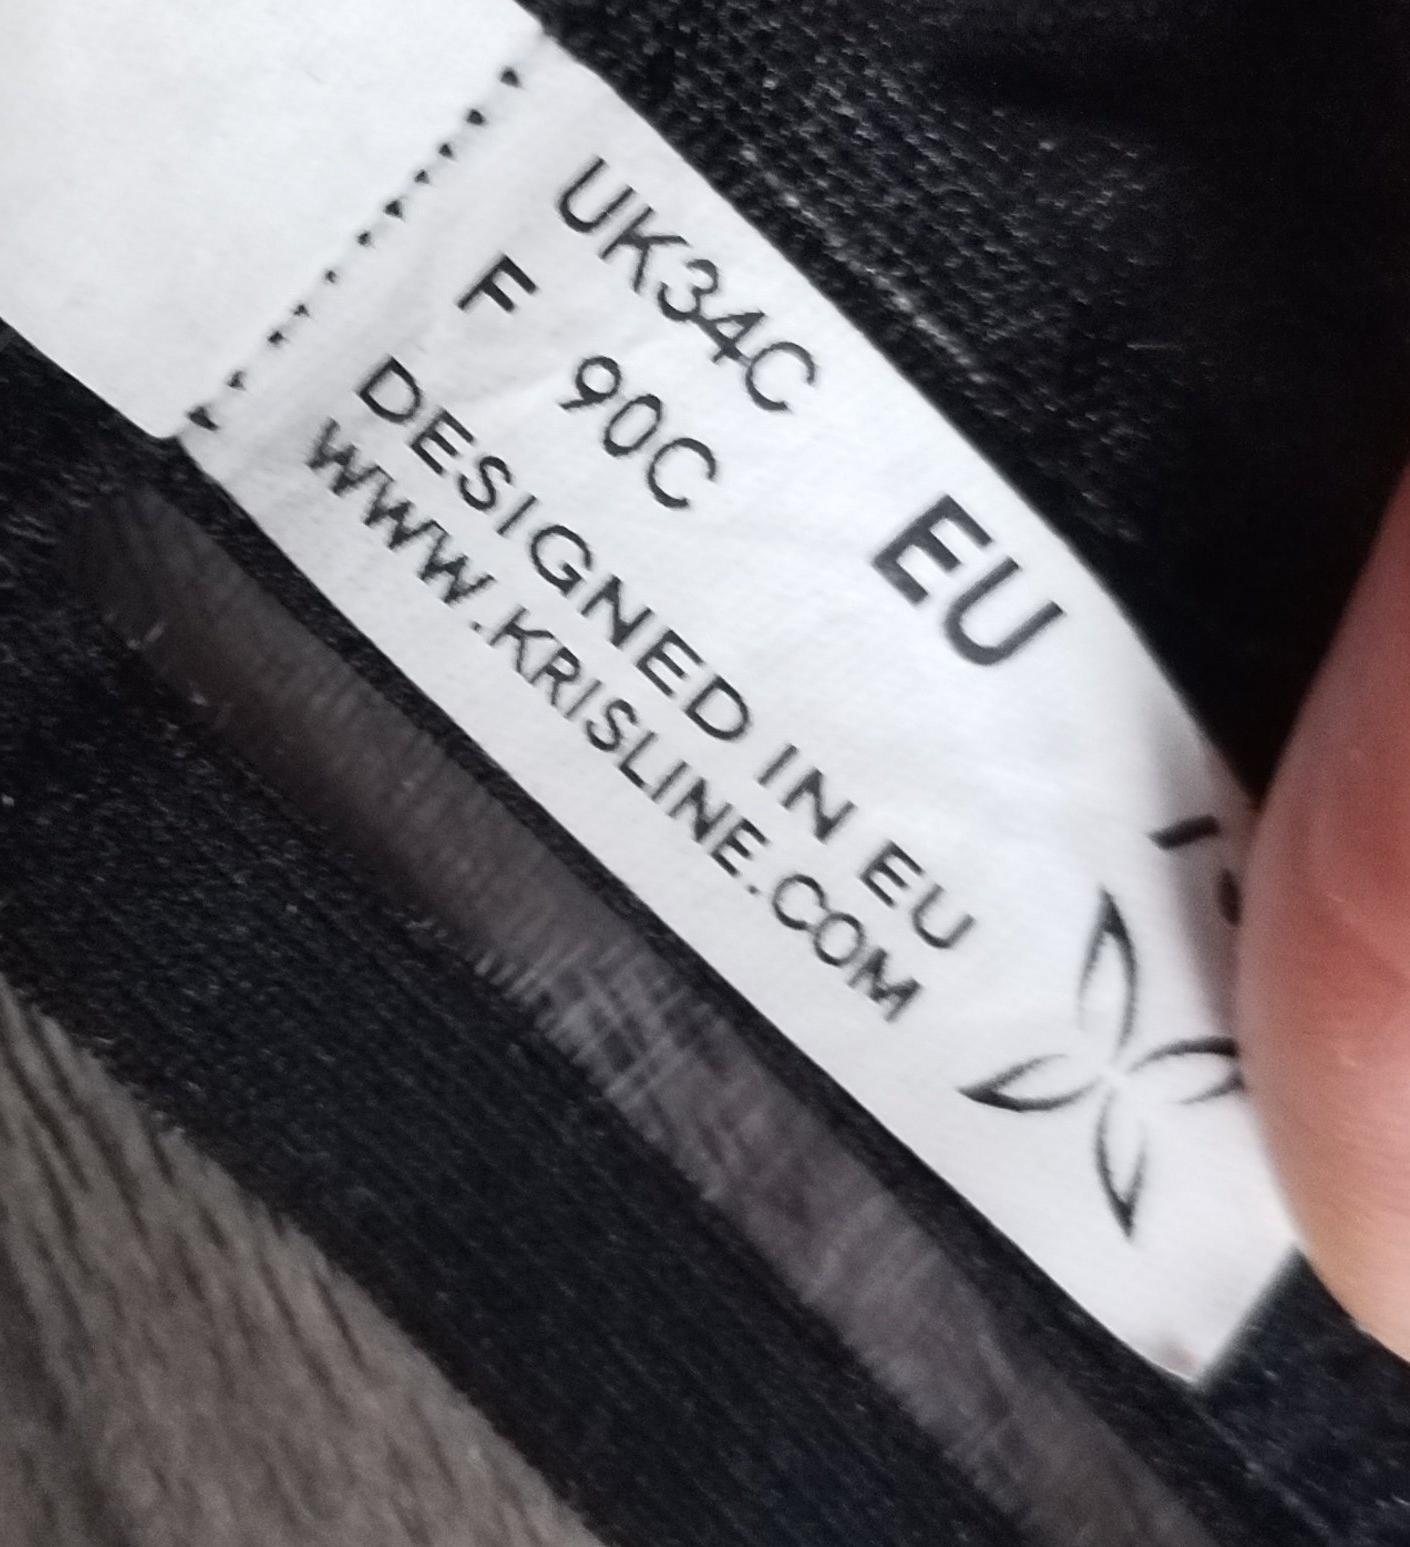 UK34C EU
F 90C
DESIGNED IN EU
WWW.KRISLINE.COM